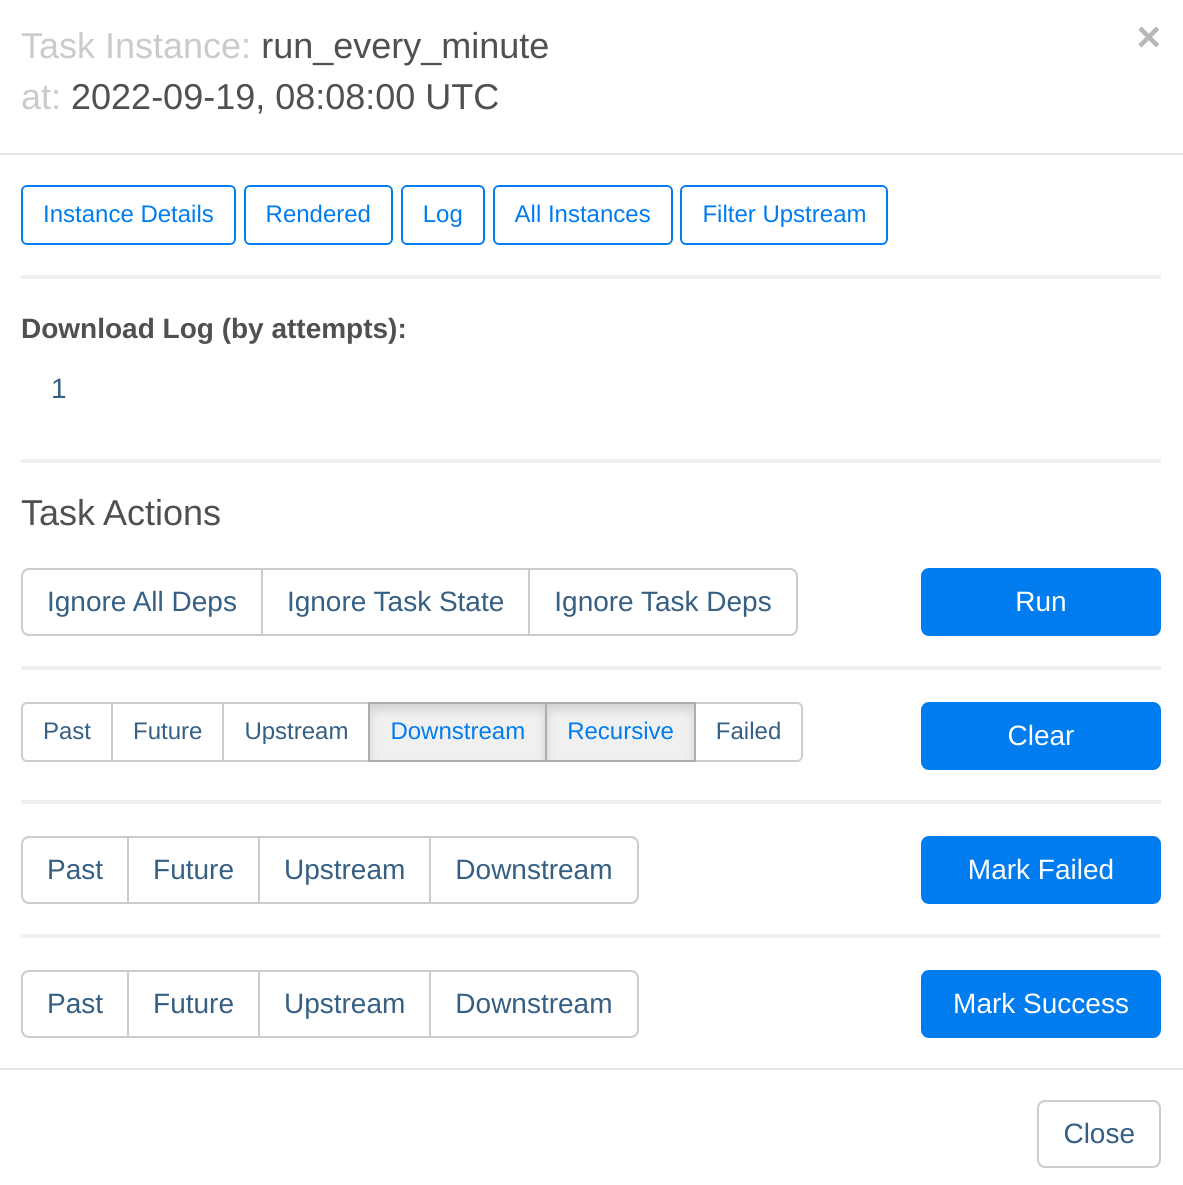 Task Instance: run_every_minute ×
at: 2022-09-19, 08:08:00 UTC
Instance Details Rendered Log All Instances Filter Upstream
Download Log (by attempts):
1
Task Actions
Ignore All Deps Ignore Task State Ignore Task Deps Run
Past Future Upstream Downstream Recursive Failed Clear
Past Future Upstream Downstream Mark Failed
Past Future Upstream Downstream Mark Success
Close